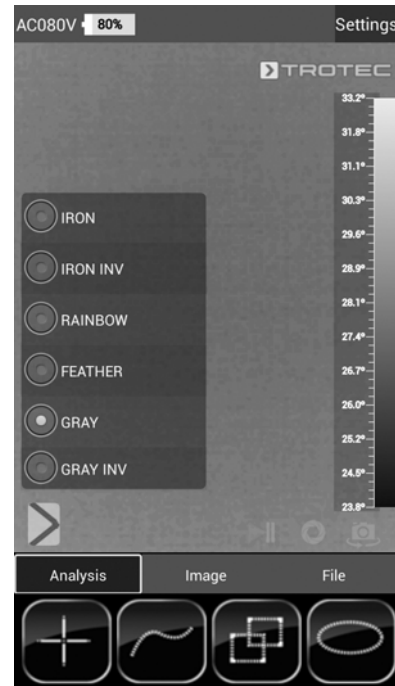 AC080V 80% Settings
TROTEC
33.2°
31.8°
31.1°
30.3°
29.6°
28.9°
28.1°
27.4°
26.7°
26.0°
25.2°
24.5°
23.8°
IRON
IRON INV
RAINBOW
FEATHER
GRAY
GRAY INV
Analysis Image File